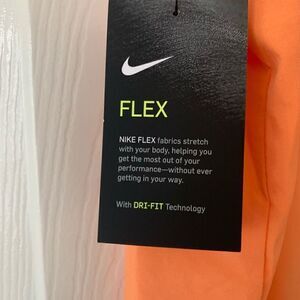 FLEX
NIKE FLEX fabrics stretch
with your body, helping you
get the most out of your
performance—without ever
getting in your way.
With DRI-FIT Technology